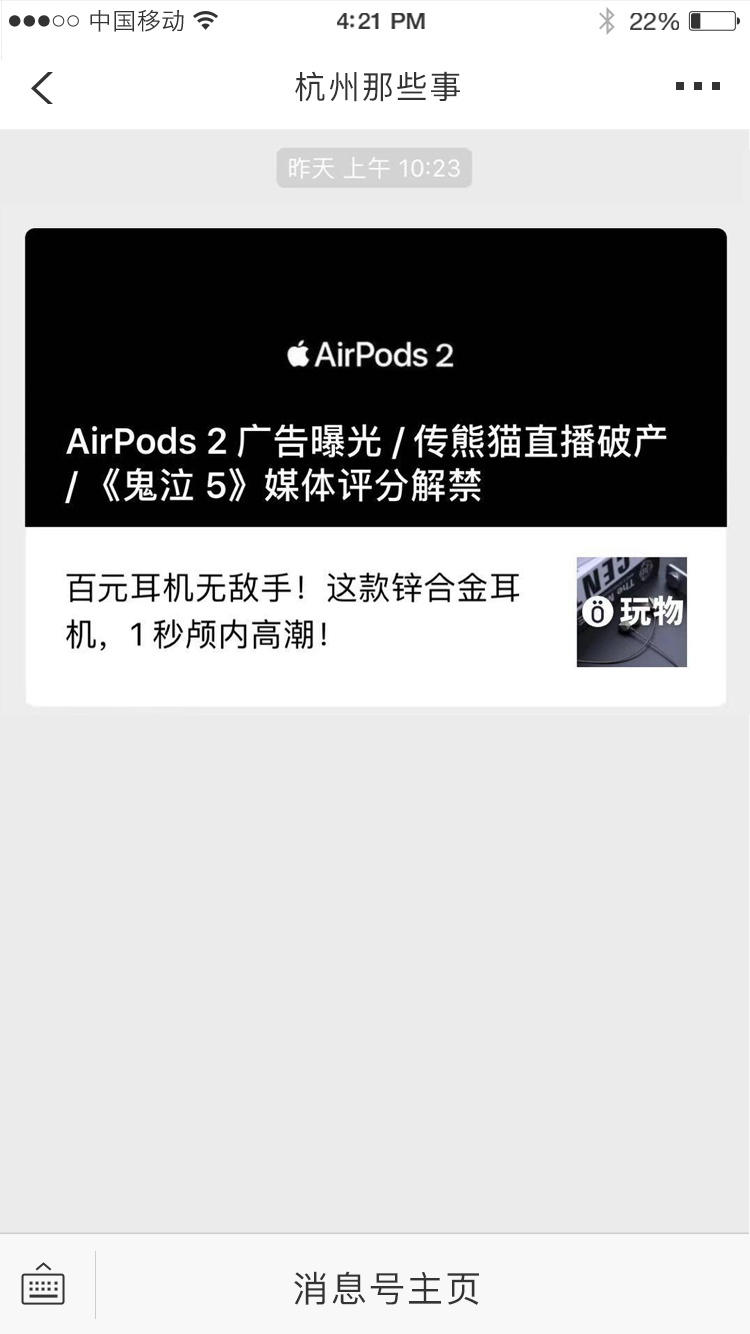 中国移动
4:21 PM
22%
杭州那些事
昨天 上午 10:23
AirPods 2
AirPods 2 广告曝光 / 传熊猫直播破产
/ 《鬼泣 5》媒体评分解禁
百元耳机无敌手！这款锌合金耳
机，1 秒颅内高潮！
玩物
消息号主页